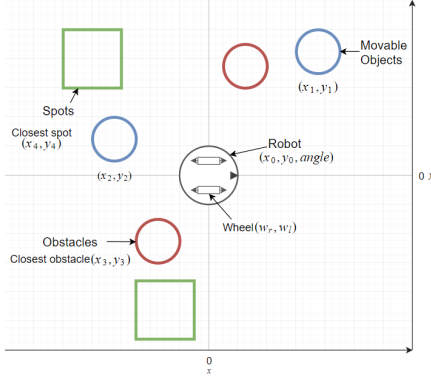 Movable
Objects
(x₁, y₁)
Spots
Closest spot
(x₄, y₄)
Robot
(x₀, y₀, angle)
(x₂, y₂)
0
Wheel(wᵣ, wₗ)
Obstacles
Closest obstacle(x₃, y₃)
0
x